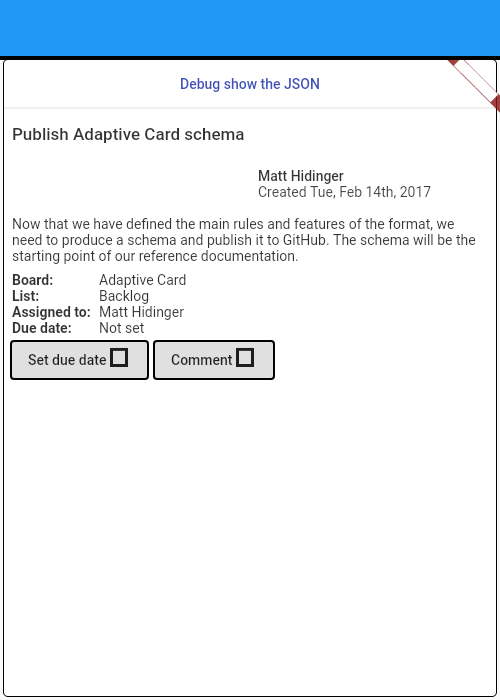 Debug show the JSON
Publish Adaptive Card schema
Matt Hidinger
Created Tue, Feb 14th, 2017
Now that we have defined the main rules and features of the format, we
need to produce a schema and publish it to GitHub. The schema will be the
starting point of our reference documentation.
Board: Adaptive Card
List: Backlog
Assigned to: Matt Hidinger
Due date: Not set
Set due date Comment